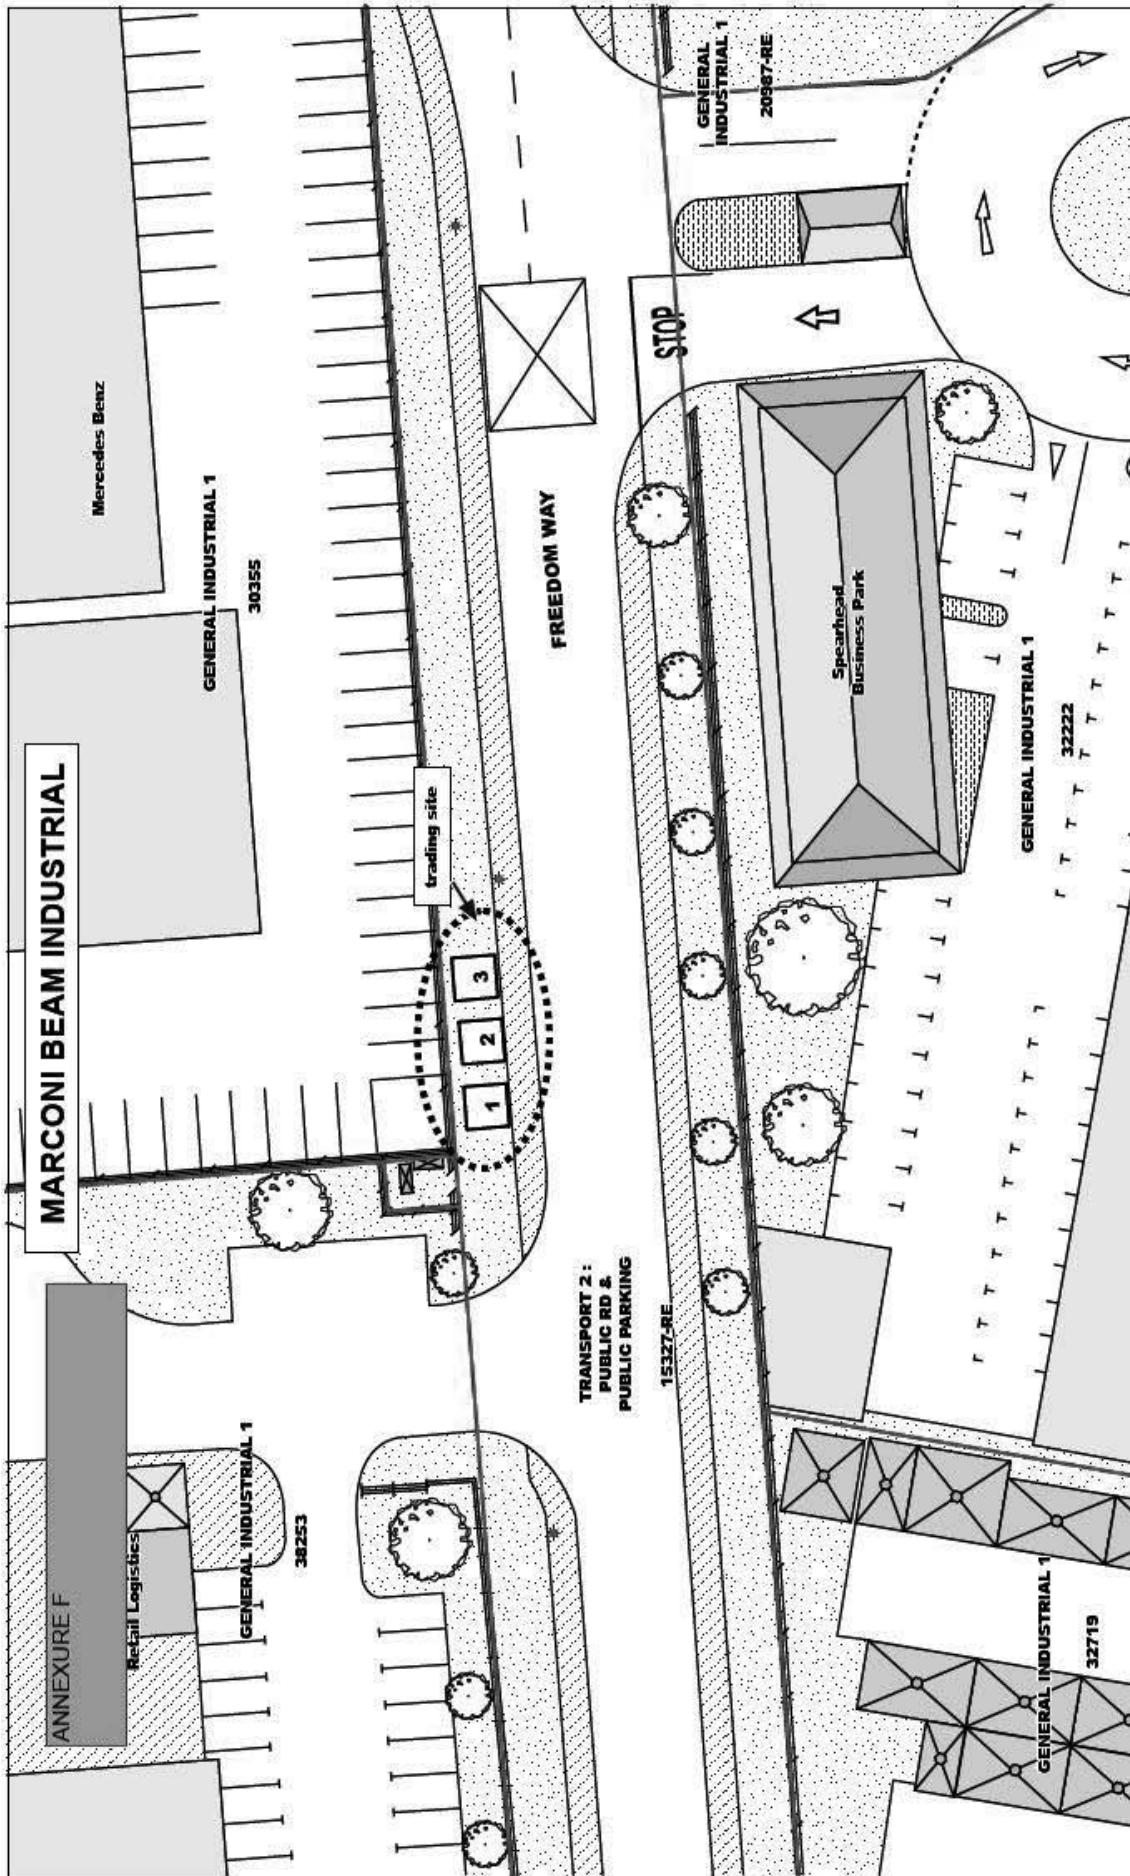 ANNEXURE F
MARCONI BEAM INDUSTRIAL
Retail Logistics
GENERAL INDUSTRIAL 1
38253
Mercedes Benz
GENERAL INDUSTRIAL 1
30355
trading site
1
2
3
FREEDOM WAY
TRANSPORT 2 :
PUBLIC RD &
PUBLIC PARKING
15327-RE
STOP
GENERAL
INDUSTRIAL 1
20987-RE
Spearhead
Business Park
GENERAL INDUSTRIAL 1
32222
GENERAL INDUSTRIAL 1
32719